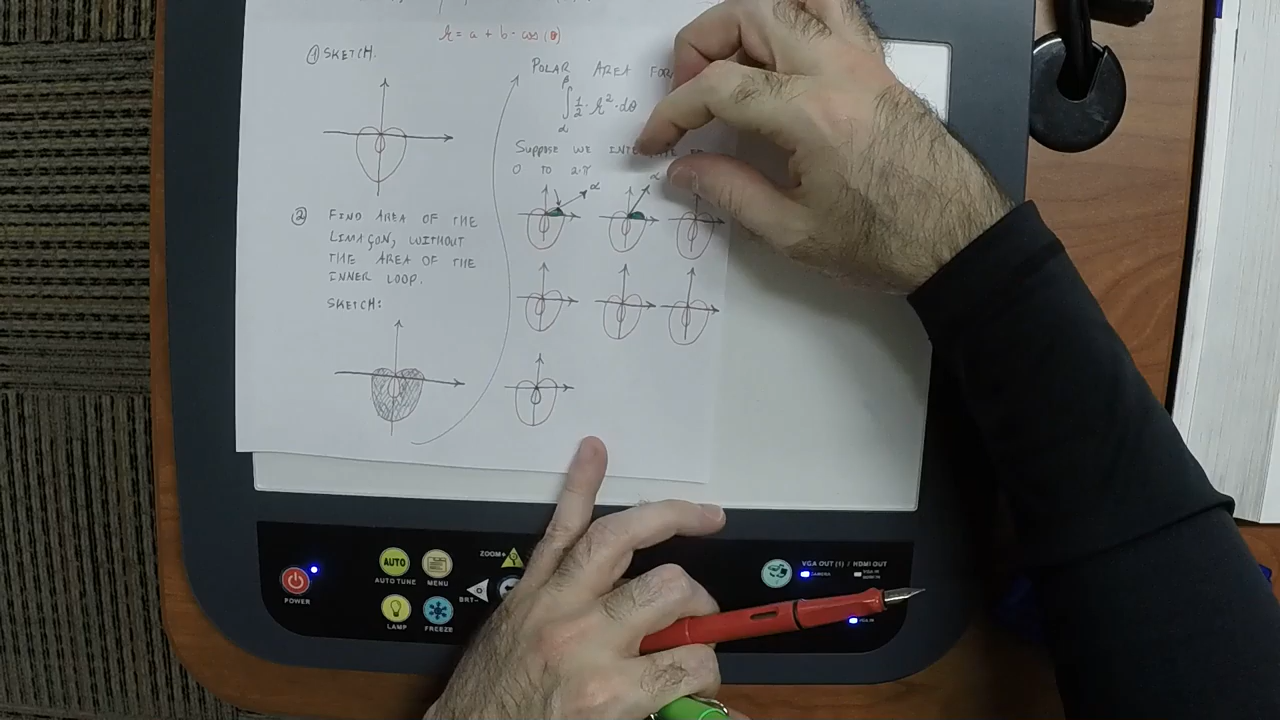 r = a + b · cos(θ)
① SKETCH.
② FIND AREA OF THE
LIMAÇON, WITHOUT
THE AREA OF THE
INNER LOOP.
SKETCH:
POLAR AREA
β
∫ 1/2 · r² · dθ
α
SUPPOSE WE
0 TO 2·π
α
α
POWER
AUTO
AUTO TUNE
MENU
LAMP
FREEZE
ZOOM+
BRT-
VGA OUT (1) / HDMI OUT
CAMERA